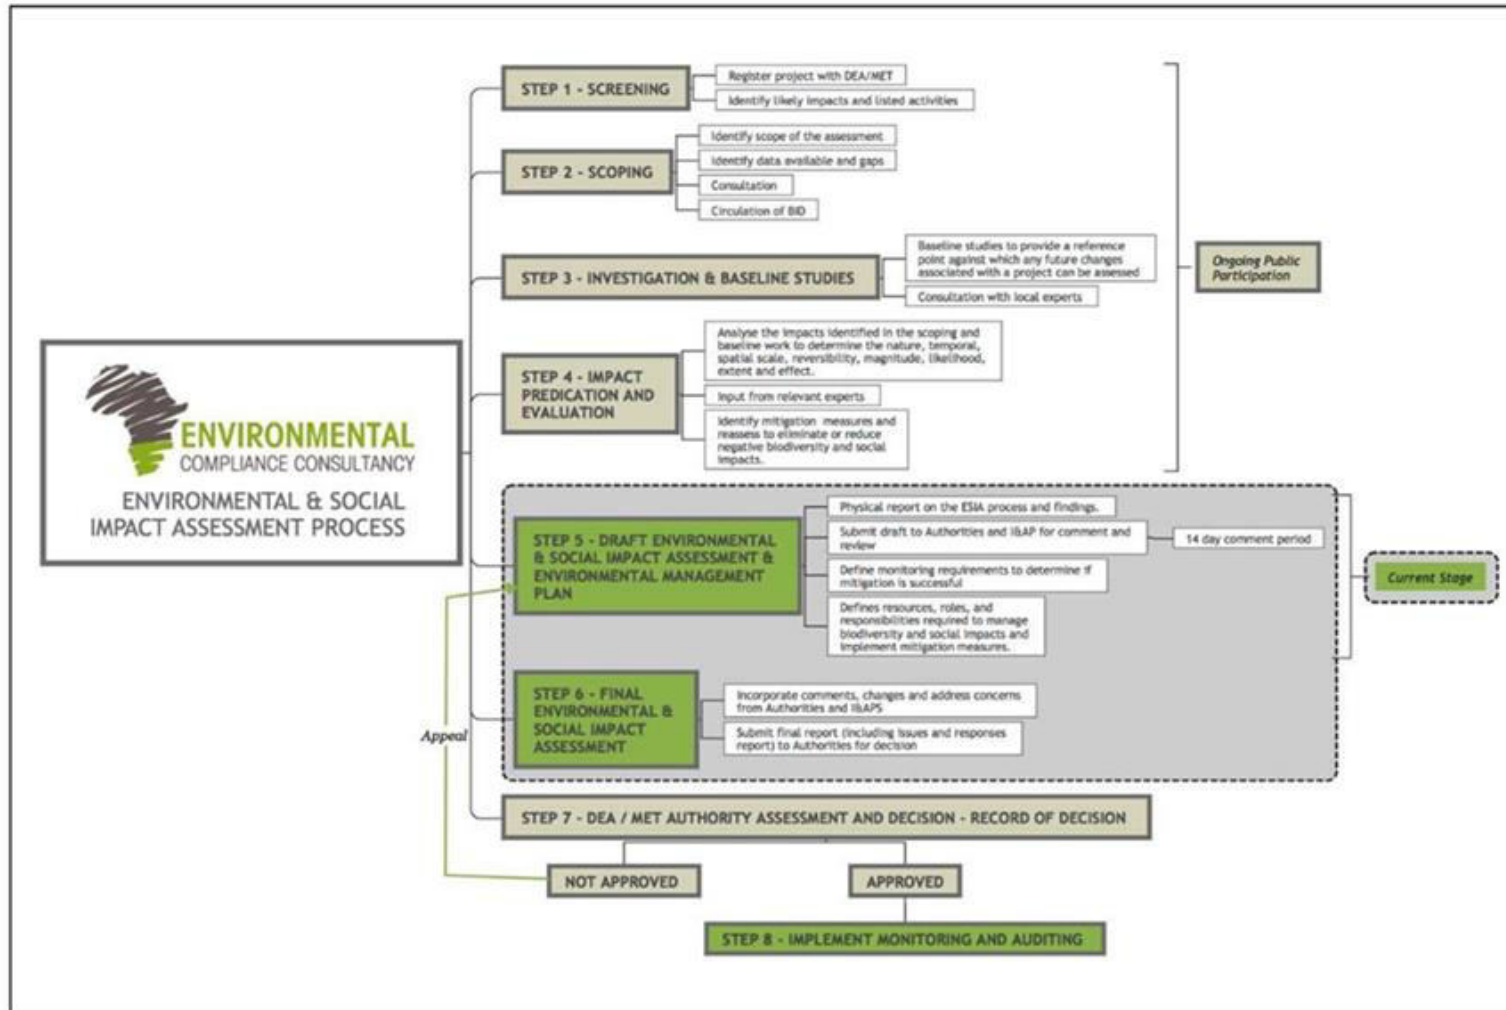 ENVIRONMENTAL
COMPLIANCE CONSULTANCY
ENVIRONMENTAL & SOCIAL
IMPACT ASSESSMENT PROCESS
STEP 1 - SCREENING
Register project with DEA/MET
Identify likely impacts and listed activities
STEP 2 - SCOPING
Identify scope of the assessment
Identify data available and gaps
Consultation
Circulation of BID
STEP 3 - INVESTIGATION & BASELINE STUDIES
Baseline studies to provide a reference
point against which any future changes
associated with a project can be assessed
Consultation with local experts
STEP 4 - IMPACT
PREDICATION AND
EVALUATION
Analyse the impacts identified in the scoping and
baseline work to determine the nature, temporal,
spatial scale, reversibility, magnitude, likelihood,
extent and effect.
Input from relevant experts
Identify mitigation measures and
reassess to eliminate or reduce
negative biodiversity and social
impacts.
Ongoing Public
Participation
STEP 5 - DRAFT ENVIRONMENTAL
& SOCIAL IMPACT ASSESSMENT &
ENVIRONMENTAL MANAGEMENT
PLAN
Physical report on the ESIA process and findings.
Submit draft to Authorities and I&AP for comment and
review
14 day comment period
Define monitoring requirements to determine if
mitigation is successful
Defines resources, roles, and
responsibilities required to manage
biodiversity and social impacts and
implement mitigation measures.
Current Stage
STEP 6 - FINAL
ENVIRONMENTAL &
SOCIAL IMPACT
ASSESSMENT
Incorporate comments, changes and address concerns
from Authorities and I&APS
Submit final report (including issues and responses
report) to Authorities for decision
Appeal
STEP 7 - DEA / MET AUTHORITY ASSESSMENT AND DECISION - RECORD OF DECISION
NOT APPROVED
APPROVED
STEP 8 - IMPLEMENT MONITORING AND AUDITING